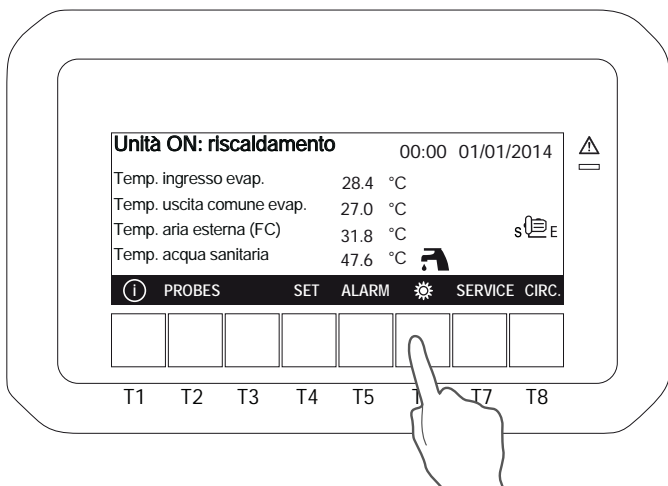 Unità ON: riscaldamento 00:00 01/01/2014
Temp. ingresso evap. 28.4 °C
Temp. uscita comune evap. 27.0 °C
Temp. aria esterna (FC) 31.8 °C S E
Temp. acqua sanitaria 47.6 °C
i PROBES SET ALARM SERVICE CIRC.
T1 T2 T3 T4 T5 T7 T8